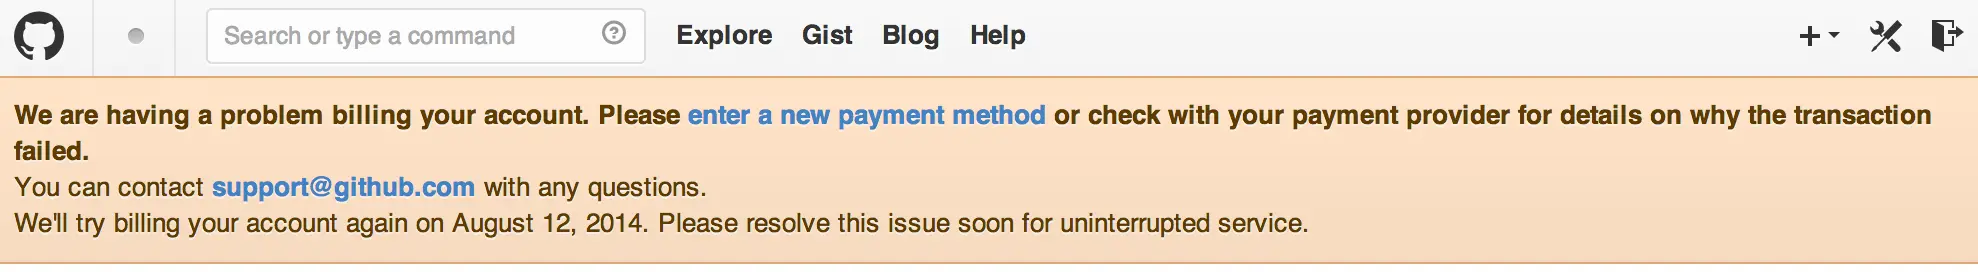 Search or type a command
Explore Gist Blog Help
We are having a problem billing your account. Please enter a new payment method or check with your payment provider for details on why the transaction
failed.
You can contact support@github.com with any questions.
We'll try billing your account again on August 12, 2014. Please resolve this issue soon for uninterrupted service.